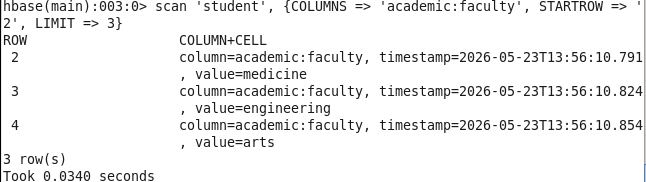 hbase(main):003:0> scan 'student', {COLUMNS => 'academic:faculty', STARTROW => '
2', LIMIT => 3}
ROW                   COLUMN+CELL
 2                    column=academic:faculty, timestamp=2026-05-23T13:56:10.791
                      , value=medicine
 3                    column=academic:faculty, timestamp=2026-05-23T13:56:10.824
                      , value=engineering
 4                    column=academic:faculty, timestamp=2026-05-23T13:56:10.854
                      , value=arts
3 row(s)
Took 0.0340 seconds